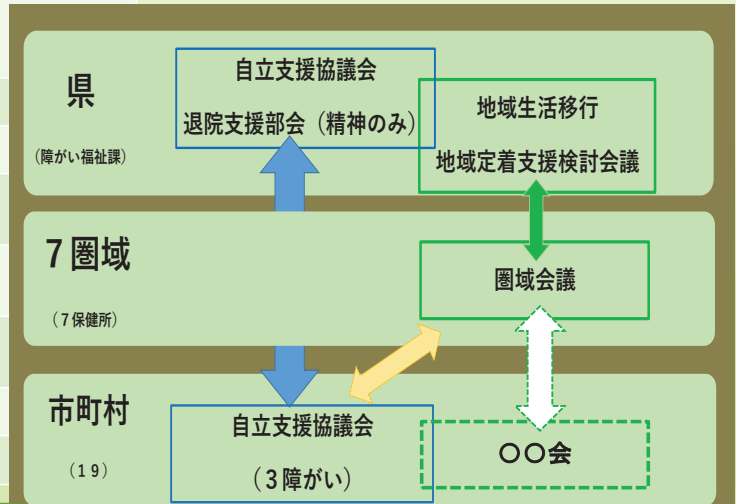 県
(障がい福祉課)
自立支援協議会
退院支援部会（精神のみ）
地域生活移行
地域定着支援検討会議
７圏域
（７保健所）
圏域会議
市町村
（19）
自立支援協議会
（３障がい）
〇〇会